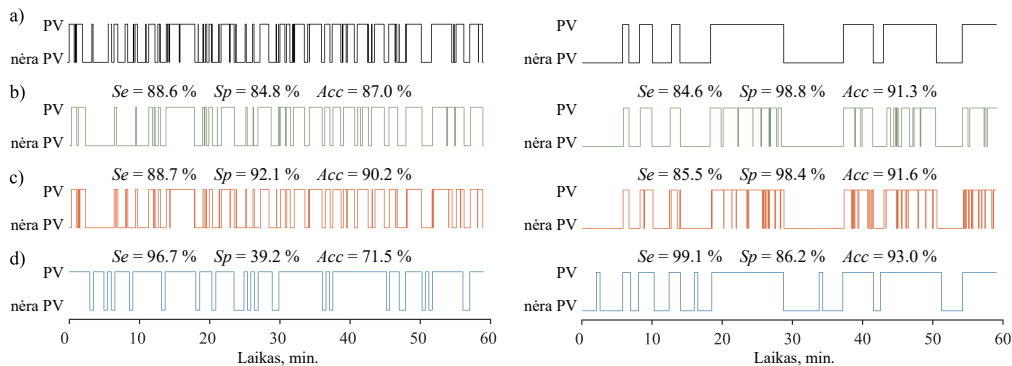 a) PV PV
nėra PV nėra PV
Se = 88.6 % Sp = 84.8 % Acc = 87.0 % Se = 84.6 % Sp = 98.8 % Acc = 91.3 %
b) PV PV
nėra PV nėra PV
Se = 88.7 % Sp = 92.1 % Acc = 90.2 % Se = 85.5 % Sp = 98.4 % Acc = 91.6 %
c) PV PV
nėra PV nėra PV
Se = 96.7 % Sp = 39.2 % Acc = 71.5 % Se = 99.1 % Sp = 86.2 % Acc = 93.0 %
d) PV PV
nėra PV nėra PV
0 10 20 30 40 50 60 0 10 20 30 40 50 60
Laikas, min. Laikas, min.